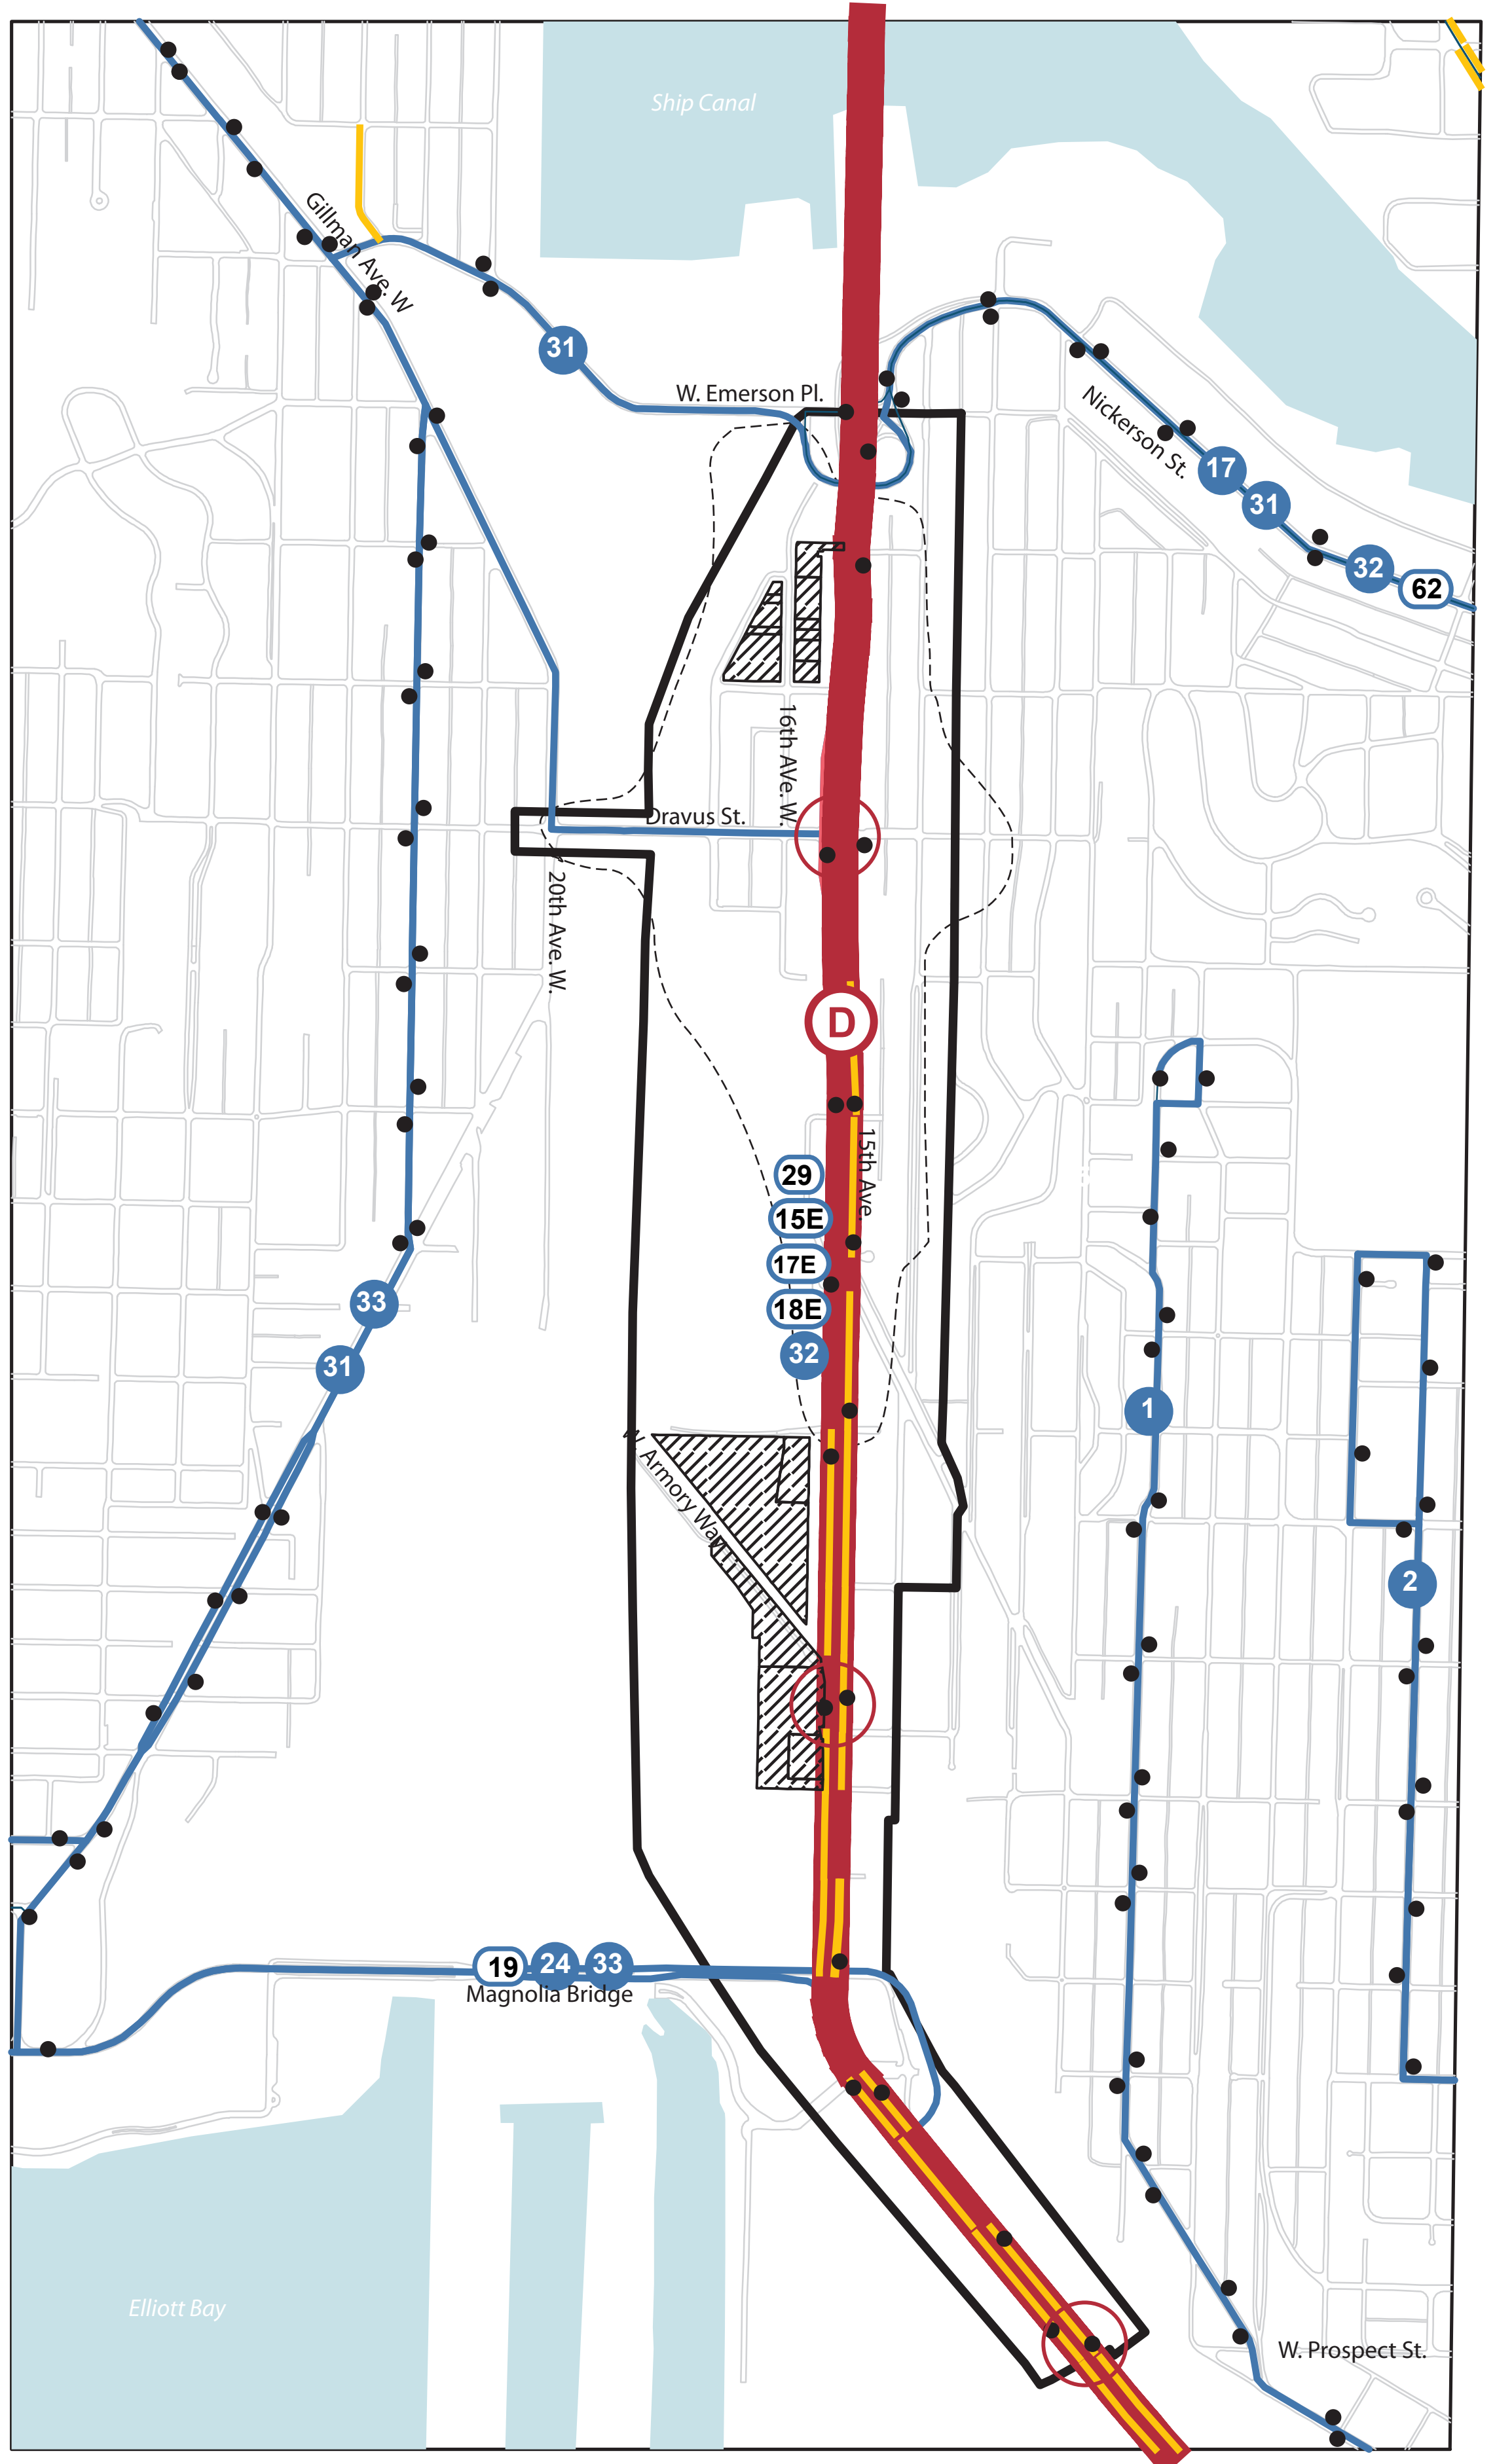 Ship Canal
Gillman Ave. W
31
W. Emerson Pl.
Nickerson St.
17
31
32
62
16th AVe. W.
Dravus St.
20th Ave. W.
D
15th Ave.
29
15E
17E
18E
32
33
31
1
2
W. Armory Way
19
24
33
Magnolia Bridge
Elliott Bay
W. Prospect St.